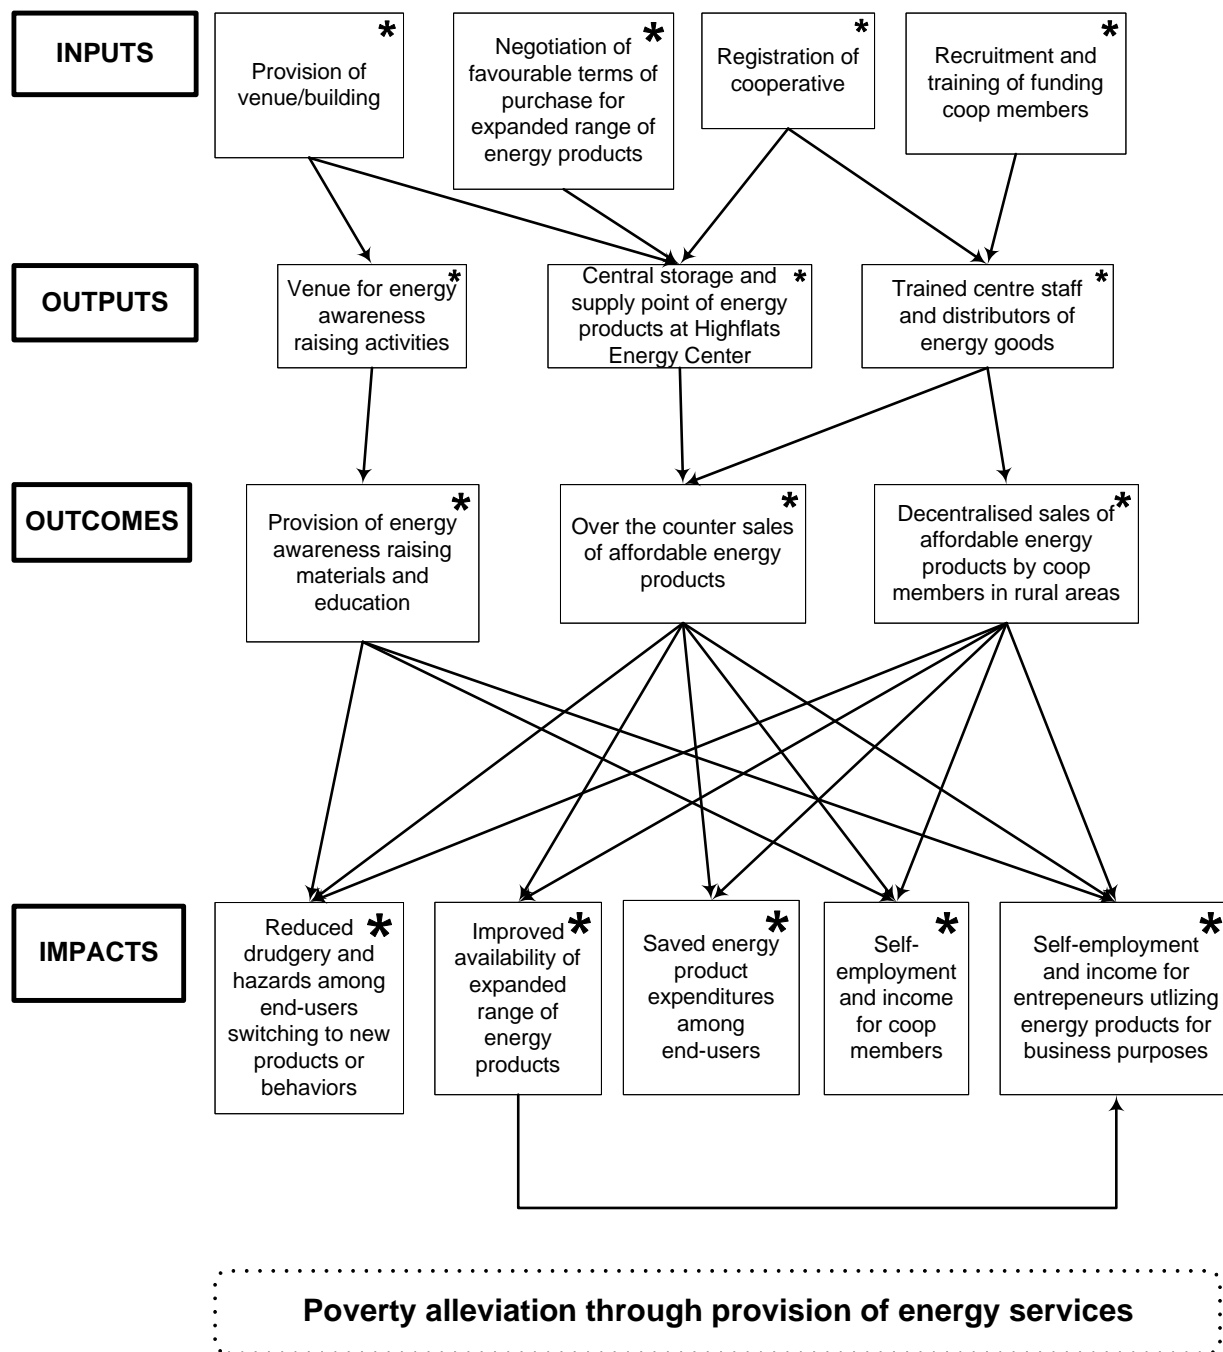 INPUTS
*
Provision of
venue/building
*
Negotiation of
favourable terms of
purchase for
expanded range of
energy products
*
Registration of
cooperative
*
Recruitment and
training of funding
coop members
OUTPUTS
*
Venue for energy
awareness
raising activities
*
Central storage and
supply point of energy
products at Highflats
Energy Center
*
Trained centre staff
and distributors of
energy goods
OUTCOMES
*
Provision of energy
awareness raising
materials and
education
*
Over the counter sales
of affordable energy
products
*
Decentralised sales of
affordable energy
products by coop
members in rural areas
IMPACTS
*
Reduced
drudgery and
hazards among
end-users
switching to new
products or
behaviors
*
Improved
availability of
expanded
range of
energy
products
*
Saved energy
product
expenditures
among
end-users
*
Self-
employment
and income
for coop
members
*
Self-employment
and income for
entrepeneurs utlizing
energy products for
business purposes
Poverty alleviation through provision of energy services